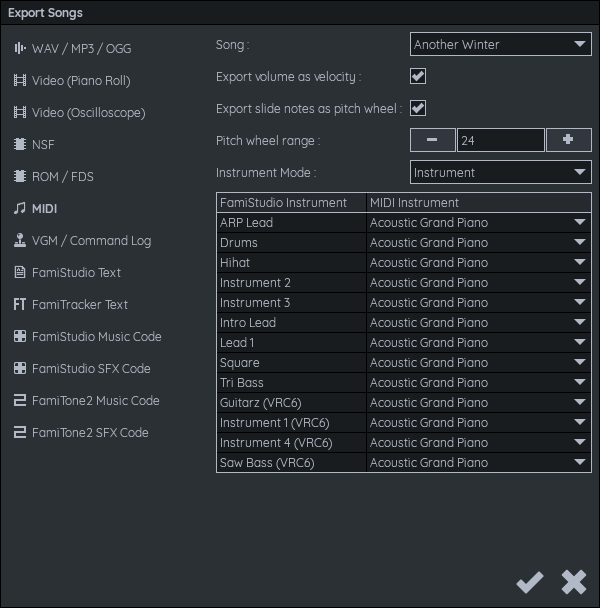 Export Songs
WAV / MP3 / OGG
Video (Piano Roll)
Video (Oscilloscope)
NSF
ROM / FDS
MIDI
VGM / Command Log
FamiStudio Text
FT FamiTracker Text
FamiStudio Music Code
FamiStudio SFX Code
FamiTone2 Music Code
FamiTone2 SFX Code
Song : Another Winter
Export volume as velocity :
Export slide notes as pitch wheel :
Pitch wheel range : 24
Instrument Mode : Instrument
FamiStudio Instrument MIDI Instrument
ARP Lead Acoustic Grand Piano
Drums Acoustic Grand Piano
Hihat Acoustic Grand Piano
Instrument 2 Acoustic Grand Piano
Instrument 3 Acoustic Grand Piano
Intro Lead Acoustic Grand Piano
Lead 1 Acoustic Grand Piano
Square Acoustic Grand Piano
Tri Bass Acoustic Grand Piano
Guitarz (VRC6) Acoustic Grand Piano
Instrument 1 (VRC6) Acoustic Grand Piano
Instrument 4 (VRC6) Acoustic Grand Piano
Saw Bass (VRC6) Acoustic Grand Piano